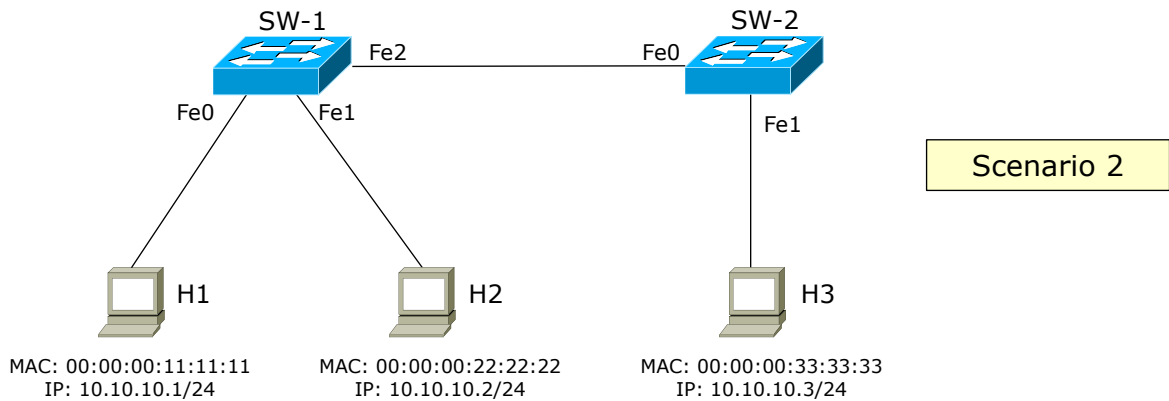 SW-1
SW-2
Fe2
Fe0
Fe0
Fe1
Fe1
Scenario 2
H1
H2
H3
MAC: 00:00:00:11:11:11
IP: 10.10.10.1/24
MAC: 00:00:00:22:22:22
IP: 10.10.10.2/24
MAC: 00:00:00:33:33:33
IP: 10.10.10.3/24